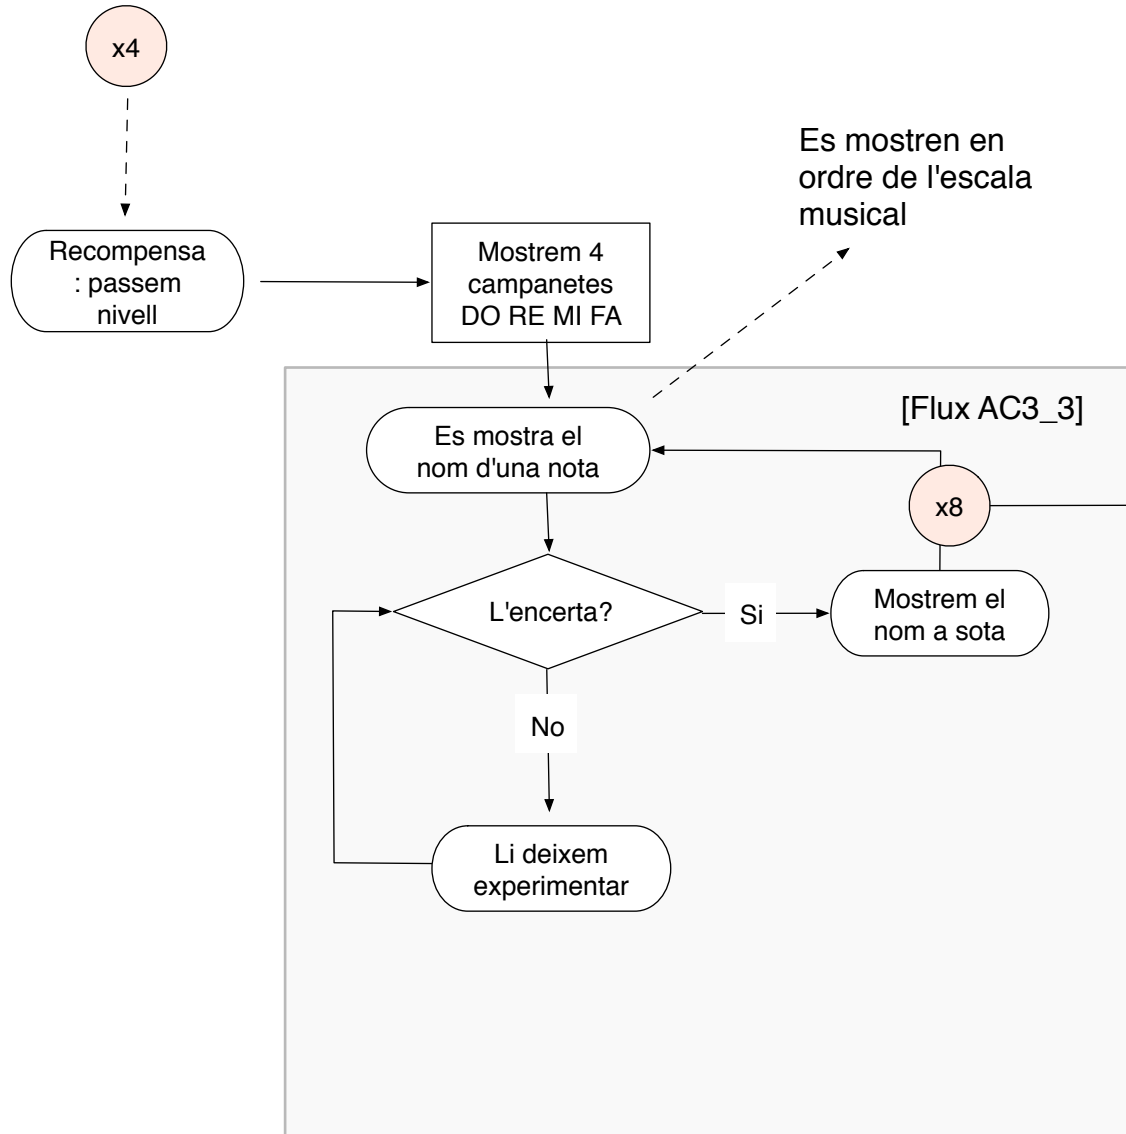 x4
Es mostren en
ordre de l'escala
musical
Recompensa
: passem
nivell
Mostrem 4
campanetes
DO RE MI FA
[Flux AC3_3]
Es mostra el
nom d'una nota
x8
L'encerta?
Si
Mostrem el
nom a sota
No
Li deixem
experimentar